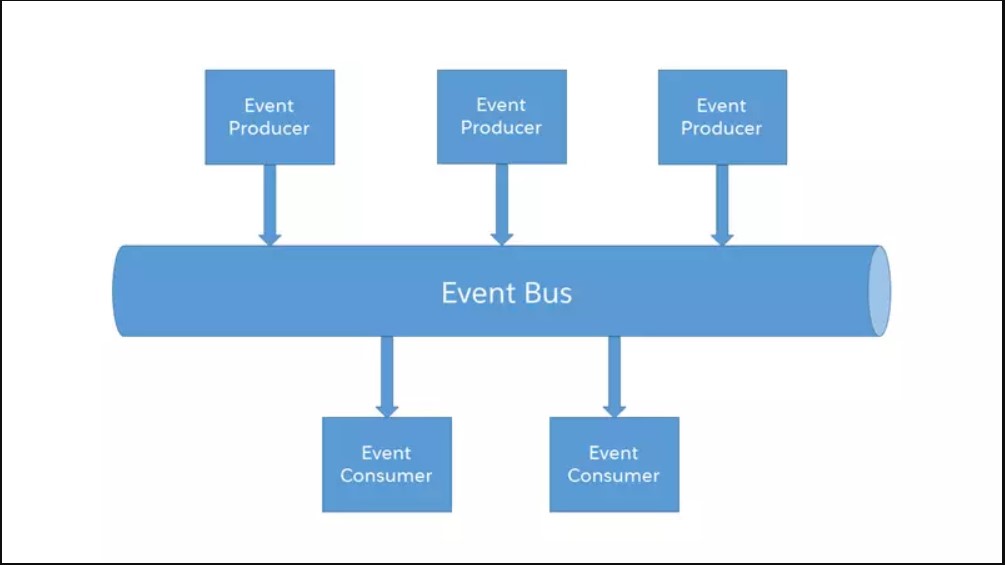 Event
Producer
Event
Producer
Event
Producer
Event Bus
Event
Consumer
Event
Consumer